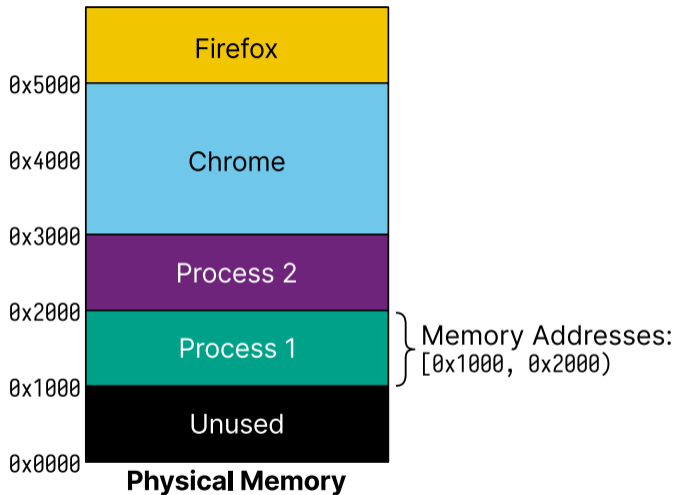 Firefox
0x5000
0x4000
Chrome
0x3000
Process 2
0x2000
Process 1
Memory Addresses:
[0x1000, 0x2000)
0x1000
Unused
0x0000
Physical Memory